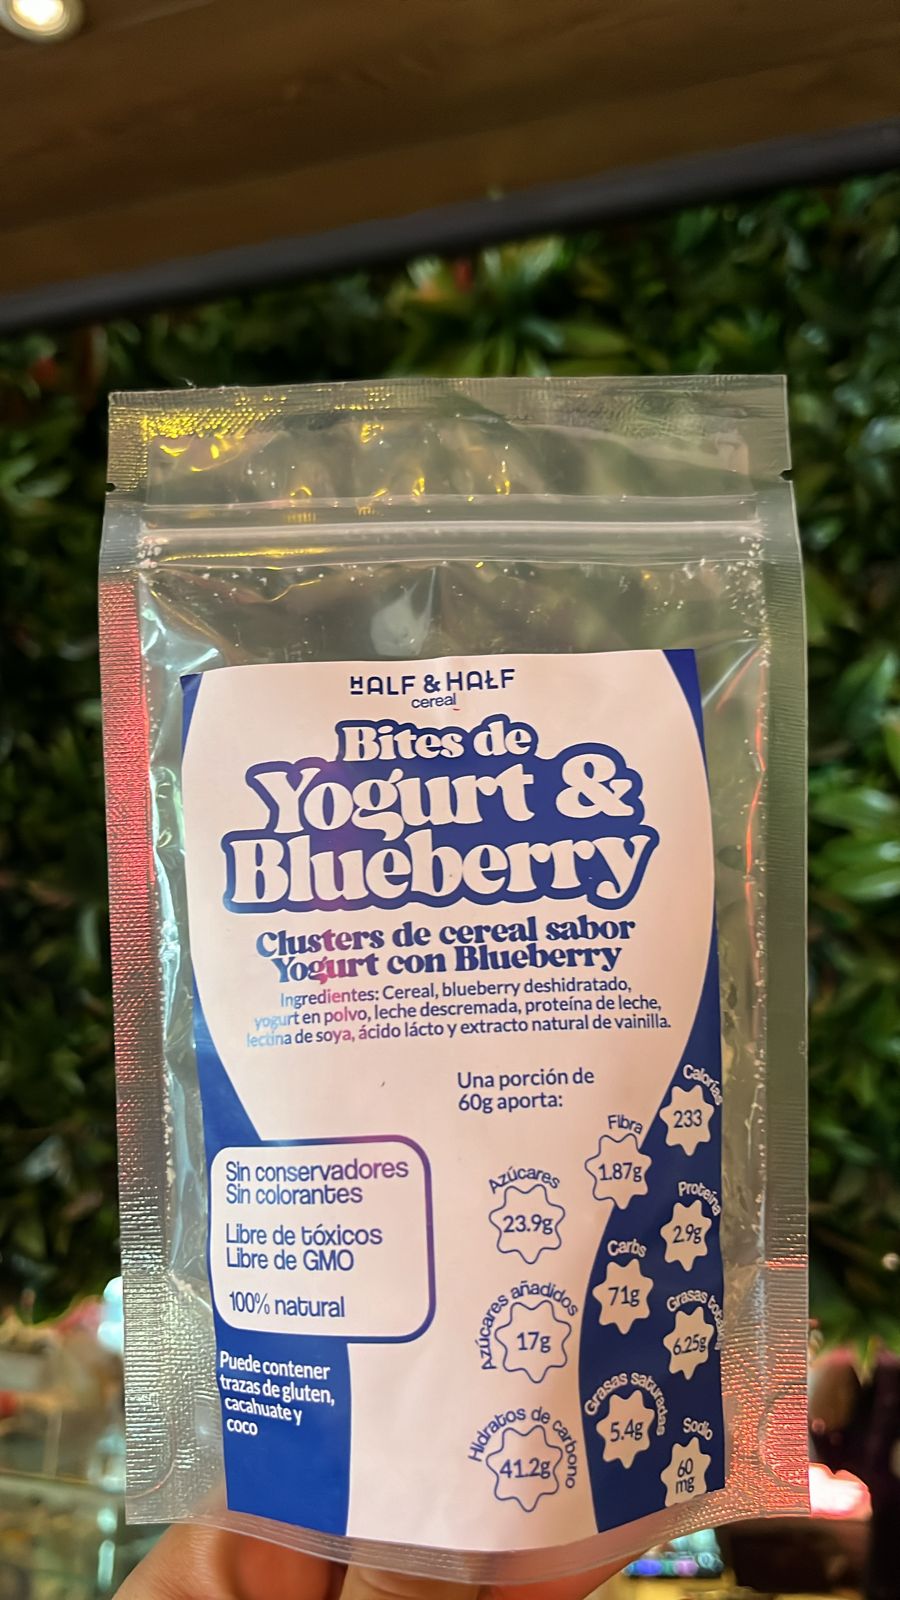 HALF & HALF
cereal
Bites de
Yogurt &
Blueberry
Clusters de cereal sabor
Yogurt con Blueberry
Ingredientes: Cereal, blueberry deshidratado,
yogurt en polvo, leche descremada, proteína de leche,
lectina de soya, ácido lácto y extracto natural de vainilla.
Una porción de
60g aporta:
Calorías
233
Fibra
1.87g
Azúcares
23.9g
Proteína
2.9g
Carbs
71g
Azúcares añadidos
17g
Grasas totales
6.25g
Grasas saturadas
5.4g
Hidratos de carbono
41.2g
Sodio
60
mg
Sin conservadores
Sin colorantes
Libre de tóxicos
Libre de GMO
100% natural
Puede contener
trazas de gluten,
cacahuate y
coco